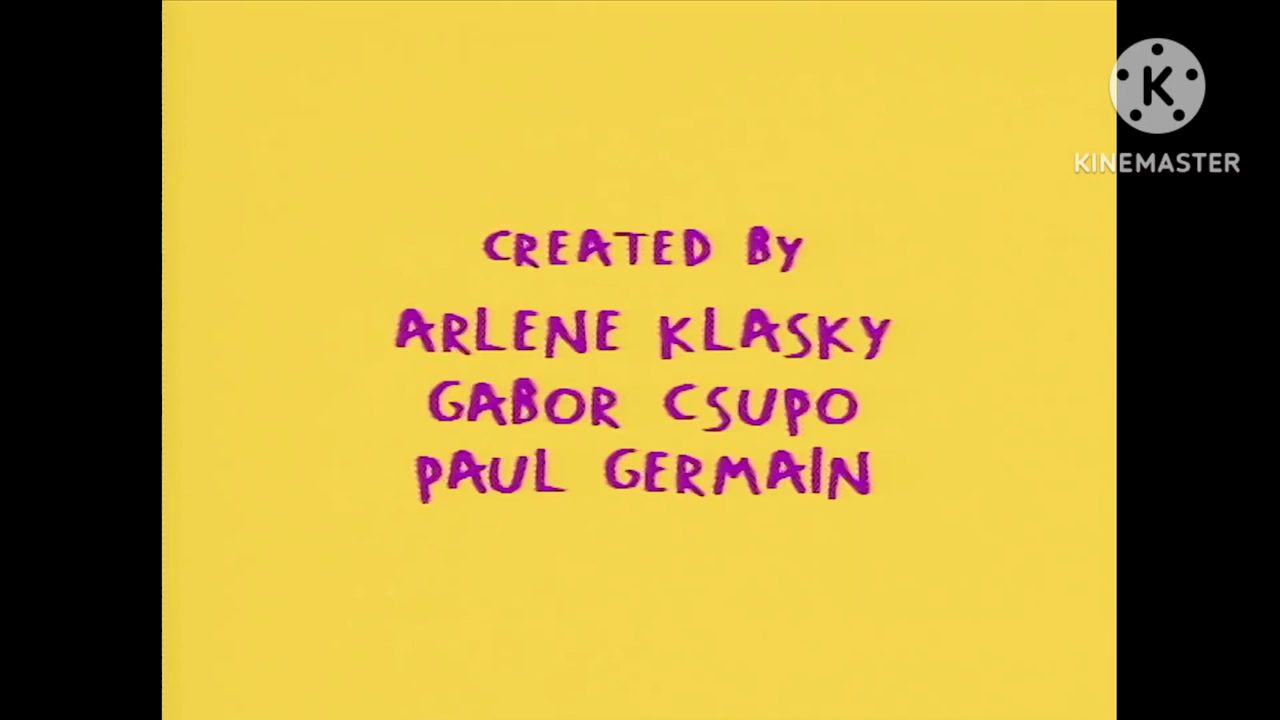 K
KINEMASTER
CREATED BY
ARLENE KLASKY
GABOR CSUPO
PAUL GERMAIN